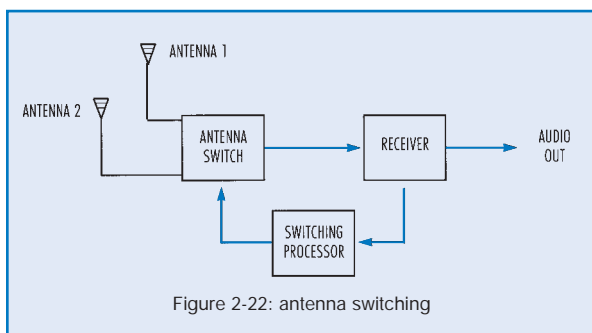 ANTENNA 1
ANTENNA 2
ANTENNA
SWITCH
RECEIVER
AUDIO
OUT
SWITCHING
PROCESSOR
Figure 2-22: antenna switching